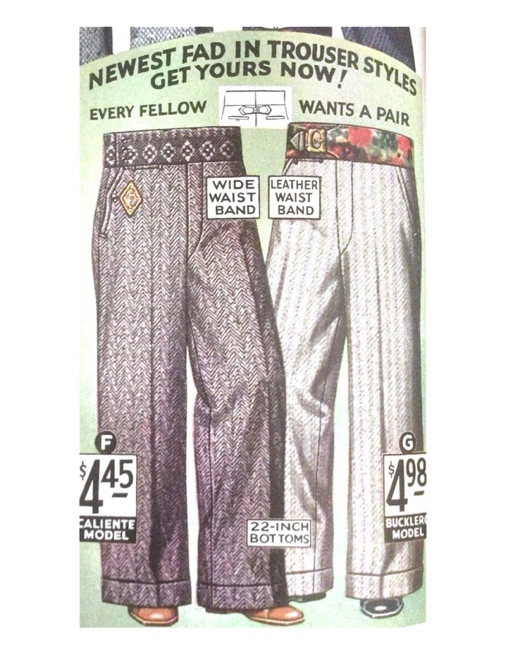 NEWEST FAD IN TROUSER STYLES
GET YOURS NOW!
EVERY FELLOW WANTS A PAIR
WIDE
WAIST
BAND
LEATHER
WAIST
BAND
F
$4 45
CALIENTE
MODEL
G
$4 98
BUCKLERO
MODEL
22-INCH
BOTTOMS